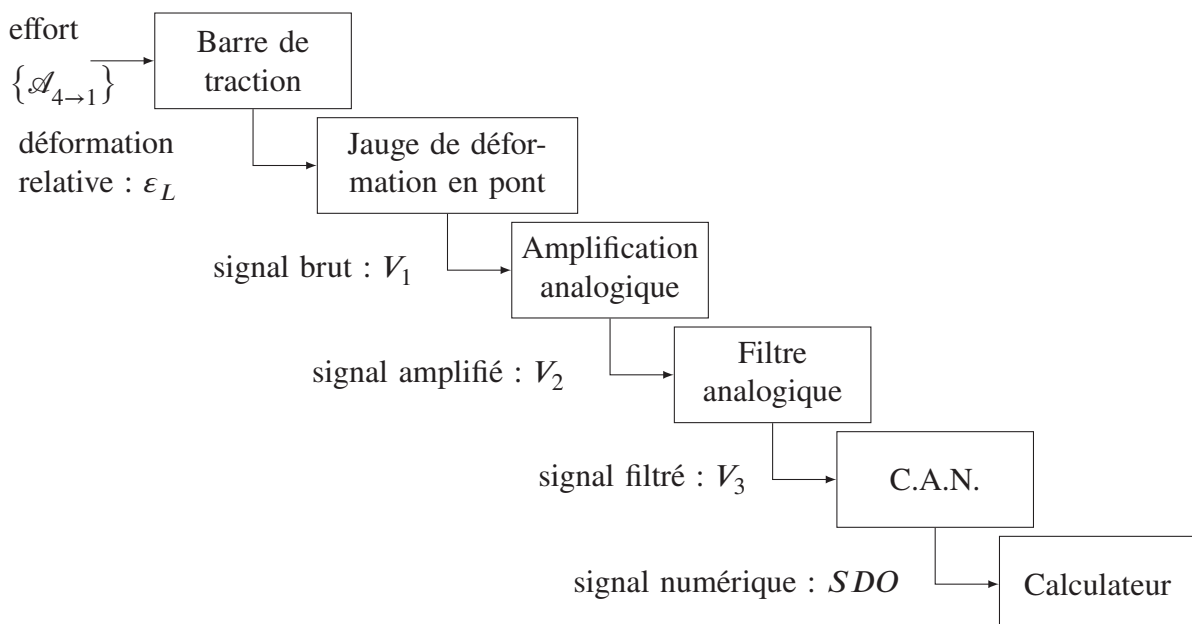 effort
{𝒜4→1}
Barre de
traction
déformation
relative : εL
Jauge de défor-
mation en pont
signal brut : V1
Amplification
analogique
signal amplifié : V2
Filtre
analogique
signal filtré : V3
C.A.N.
signal numérique : SDO
Calculateur